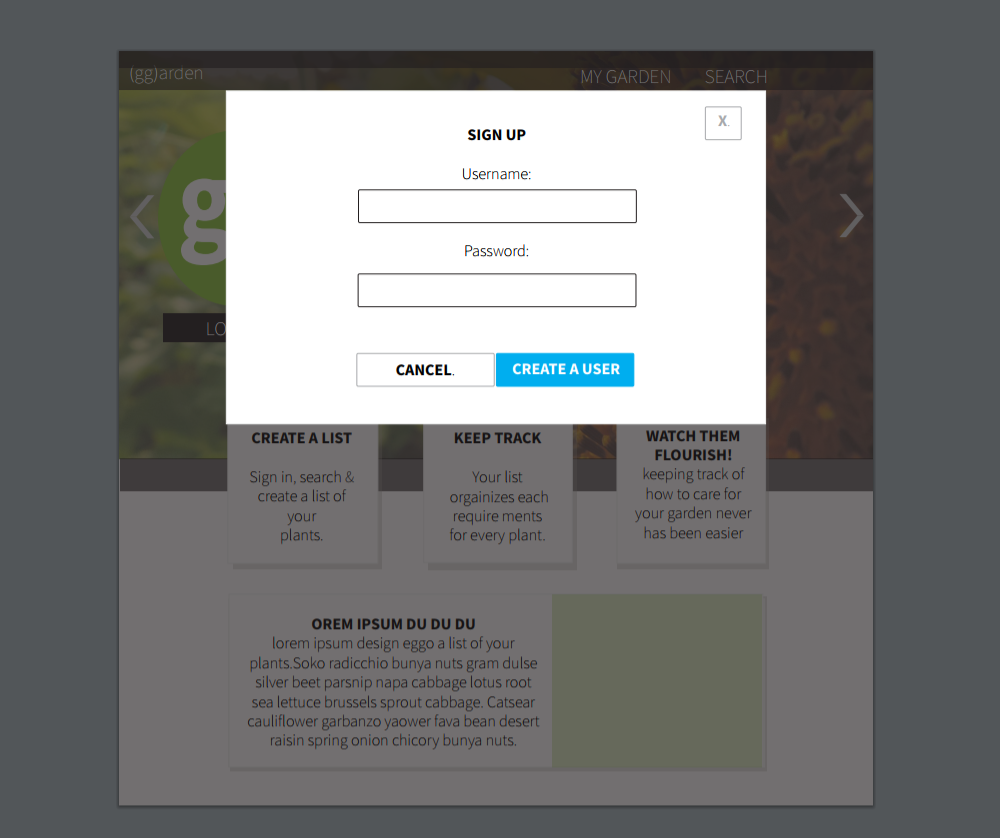 (gg)arden
MY GARDEN
SEARCH
X.
SIGN UP
Username:
Password:
CANCEL.
CREATE A USER
g
LO
CREATE A LIST
Sign in, search &
create a list of
your
plants.
KEEP TRACK
Your list
orgainizes each
require ments
for every plant.
WATCH THEM
FLOURISH!
keeping track of
how to care for
your garden never
has been easier
OREM IPSUM DU DU DU
lorem ipsum design eggo a list of your
plants.Soko radicchio bunya nuts gram dulse
silver beet parsnip napa cabbage lotus root
sea lettuce brussels sprout cabbage. Catsear
cauliflower garbanzo yaower fava bean desert
raisin spring onion chicory bunya nuts.